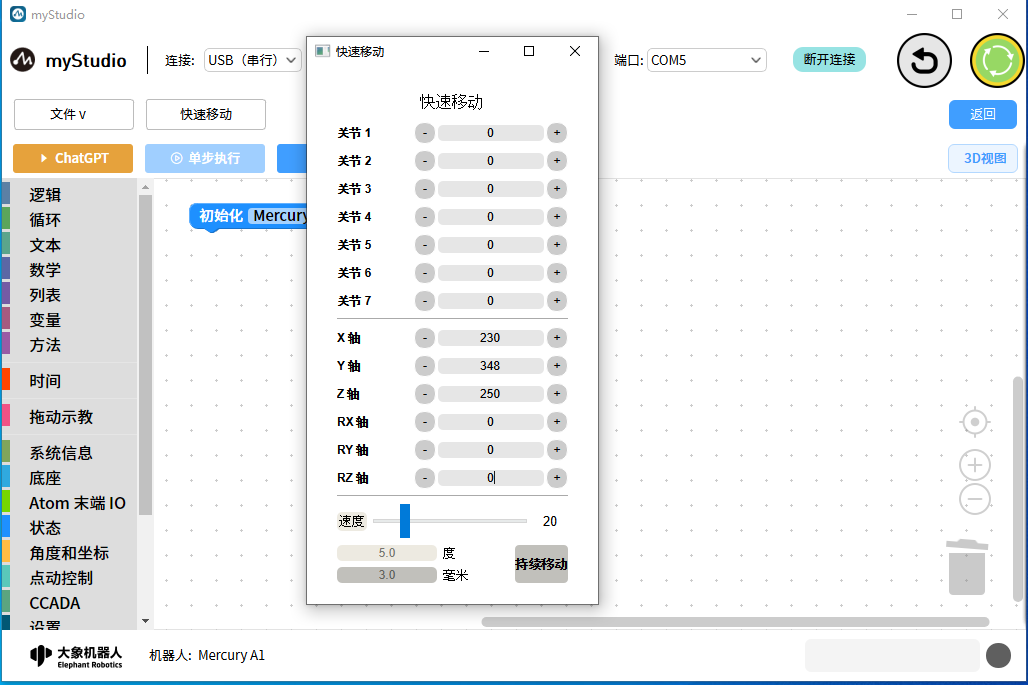 myStudio
myStudio
连接:
USB（串行）
端口:
COM5
断开连接
文件 v
快速移动
返回
ChatGPT
单步执行
3D视图
逻辑
循环
文本
数学
列表
变量
方法
时间
拖动示教
系统信息
底座
Atom 末端 IO
状态
角度和坐标
点动控制
CCADA
设置
初始化 Mercury
快速移动
快速移动
关节 1 - 0 +
关节 2 - 0 +
关节 3 - 0 +
关节 4 - 0 +
关节 5 - 0 +
关节 6 - 0 +
关节 7 - 0 +
X 轴 - 230 +
Y 轴 - 348 +
Z 轴 - 250 +
RX 轴 - 0 +
RY 轴 - 0 +
RZ 轴 - 0 +
速度 20
5.0 度
3.0 毫米
持续移动
大象机器人
Elephant Robotics
机器人: Mercury A1